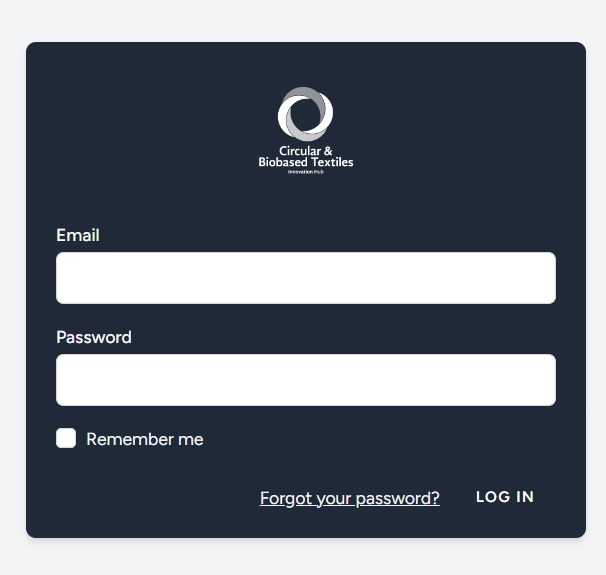 Circular &
Biobased Textiles
Innovation Hub
Email
Password
Remember me
Forgot your password? LOG IN